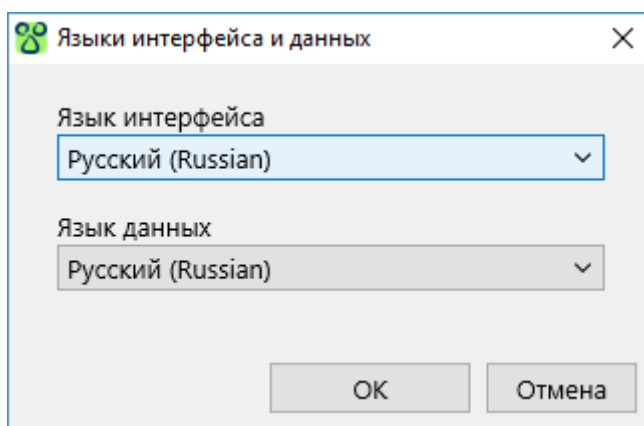 Языки интерфейса и данных
Язык интерфейса
Русский (Russian)
Язык данных
Русский (Russian)
OK
Отмена